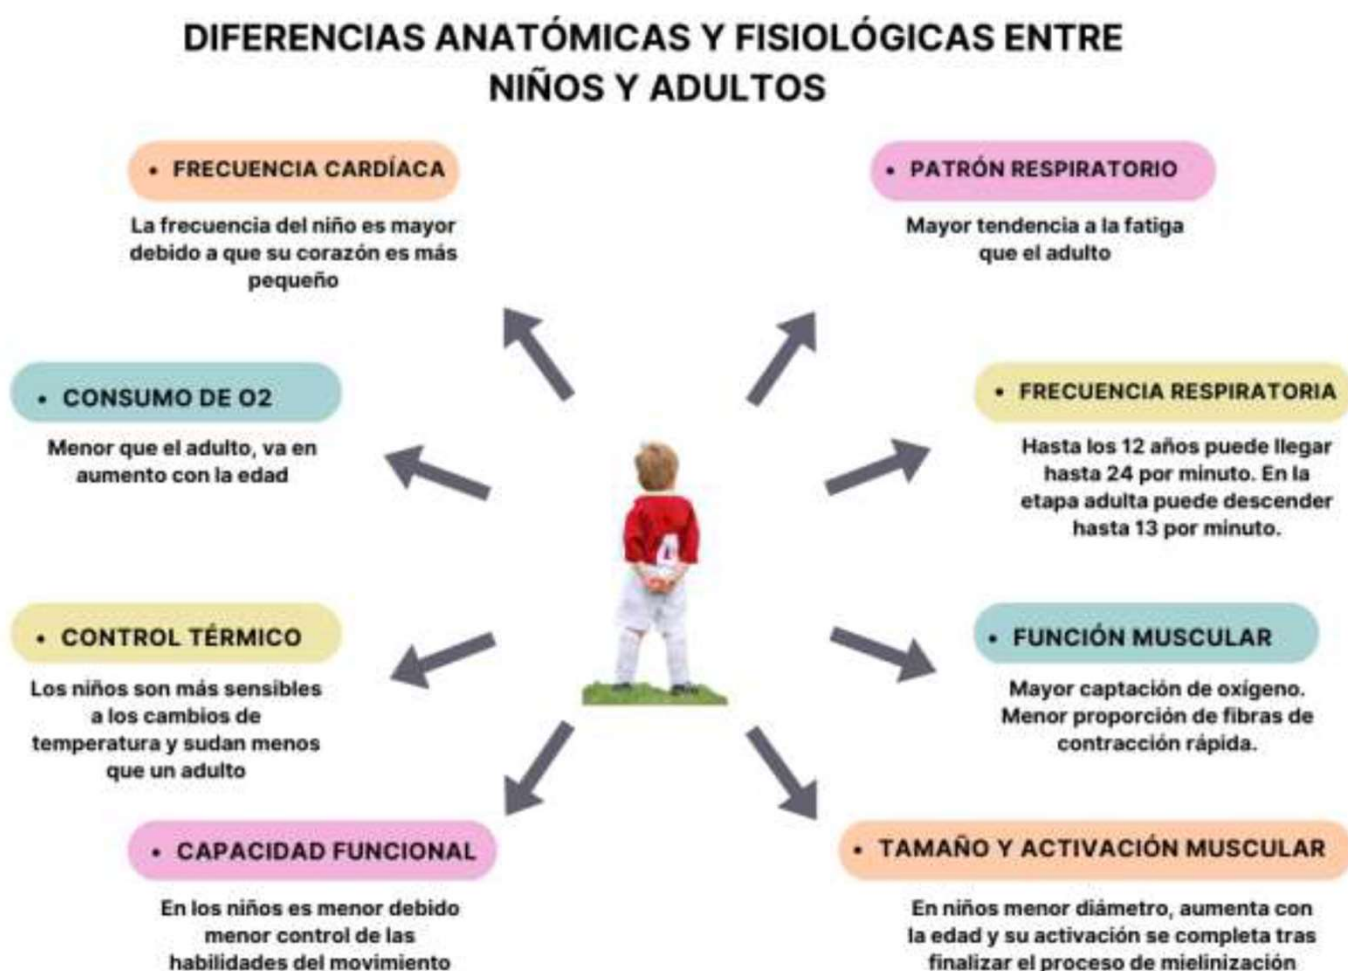 DIFERENCIAS ANATÓMICAS Y FISIOLÓGICAS ENTRE
NIÑOS Y ADULTOS
• FRECUENCIA CARDÍACA
La frecuencia del niño es mayor
debido a que su corazón es más
pequeño
• PATRÓN RESPIRATORIO
Mayor tendencia a la fatiga
que el adulto
• CONSUMO DE O2
Menor que el adulto, va en
aumento con la edad
• FRECUENCIA RESPIRATORIA
Hasta los 12 años puede llegar
hasta 24 por minuto. En la
etapa adulta puede descender
hasta 13 por minuto.
• CONTROL TÉRMICO
Los niños son más sensibles
a los cambios de
temperatura y sudan menos
que un adulto
• FUNCIÓN MUSCULAR
Mayor captación de oxígeno.
Menor proporción de fibras de
contracción rápida.
• CAPACIDAD FUNCIONAL
En los niños es menor debido
menor control de las
habilidades del movimiento
• TAMAÑO Y ACTIVACIÓN MUSCULAR
En niños menor diámetro, aumenta con
la edad y su activación se completa tras
finalizar el proceso de mielinización